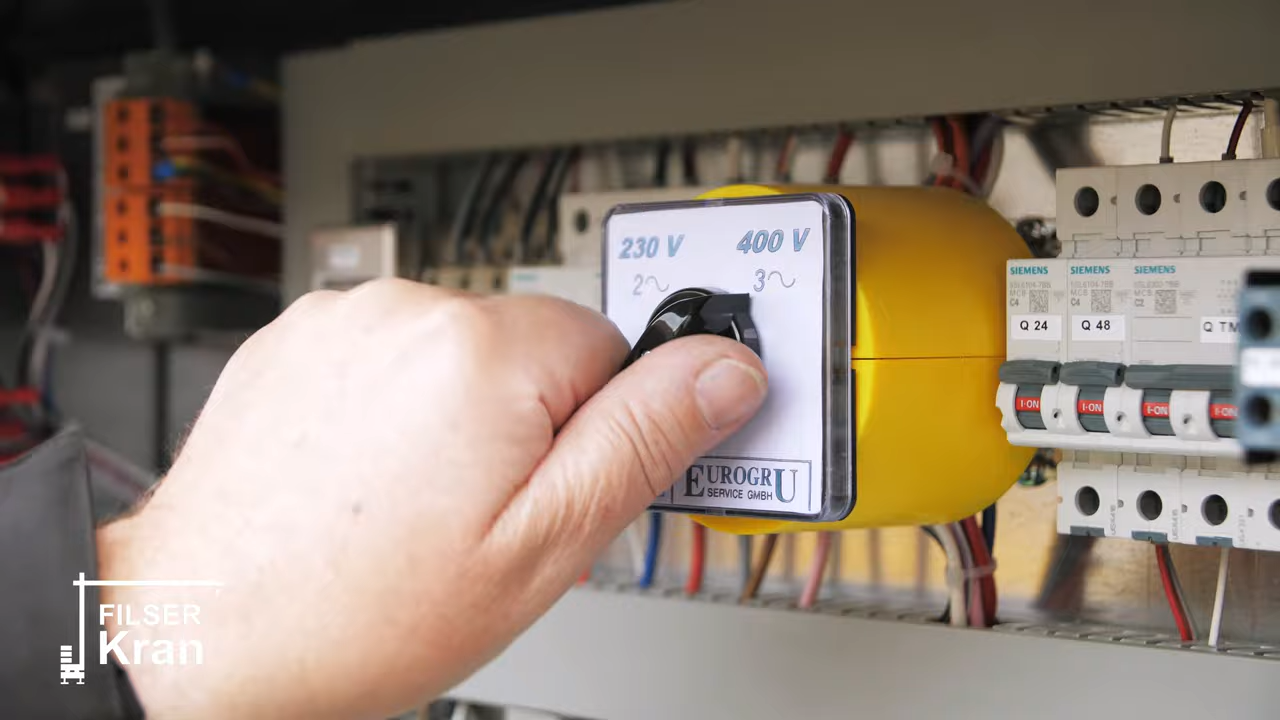 230 V 400 V
2~ 3~
EUROGRU
SERVICE GMBH
SIEMENS SIEMENS SIEMENS
MCB MCB MCB
C4 C4 C2
Q 24 Q 48 Q TM
I-ON I-ON I-ON I-ON
FILSER
Kran